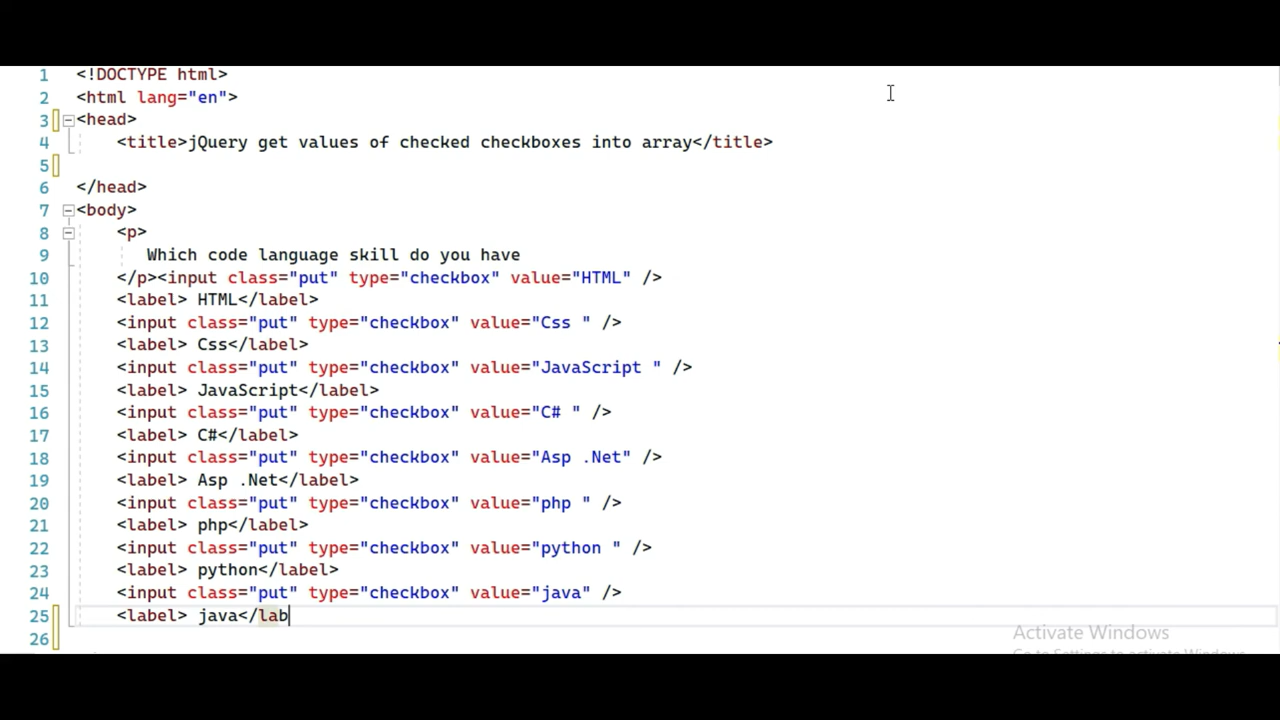 1 <!DOCTYPE html>
2 <html lang="en">
3 <head>
4 <title>jQuery get values of checked checkboxes into array</title>
5
6 </head>
7 <body>
8 <p>
9 Which code language skill do you have
10 </p><input class="put" type="checkbox" value="HTML" />
11 <label> HTML</label>
12 <input class="put" type="checkbox" value="Css " />
13 <label> Css</label>
14 <input class="put" type="checkbox" value="JavaScript " />
15 <label> JavaScript</label>
16 <input class="put" type="checkbox" value="C# " />
17 <label> C#</label>
18 <input class="put" type="checkbox" value="Asp .Net" />
19 <label> Asp .Net</label>
20 <input class="put" type="checkbox" value="php " />
21 <label> php</label>
22 <input class="put" type="checkbox" value="python " />
23 <label> python</label>
24 <input class="put" type="checkbox" value="java" />
25 <label> java</lab
26
Activate Windows
Go to Settings to activate Windows.